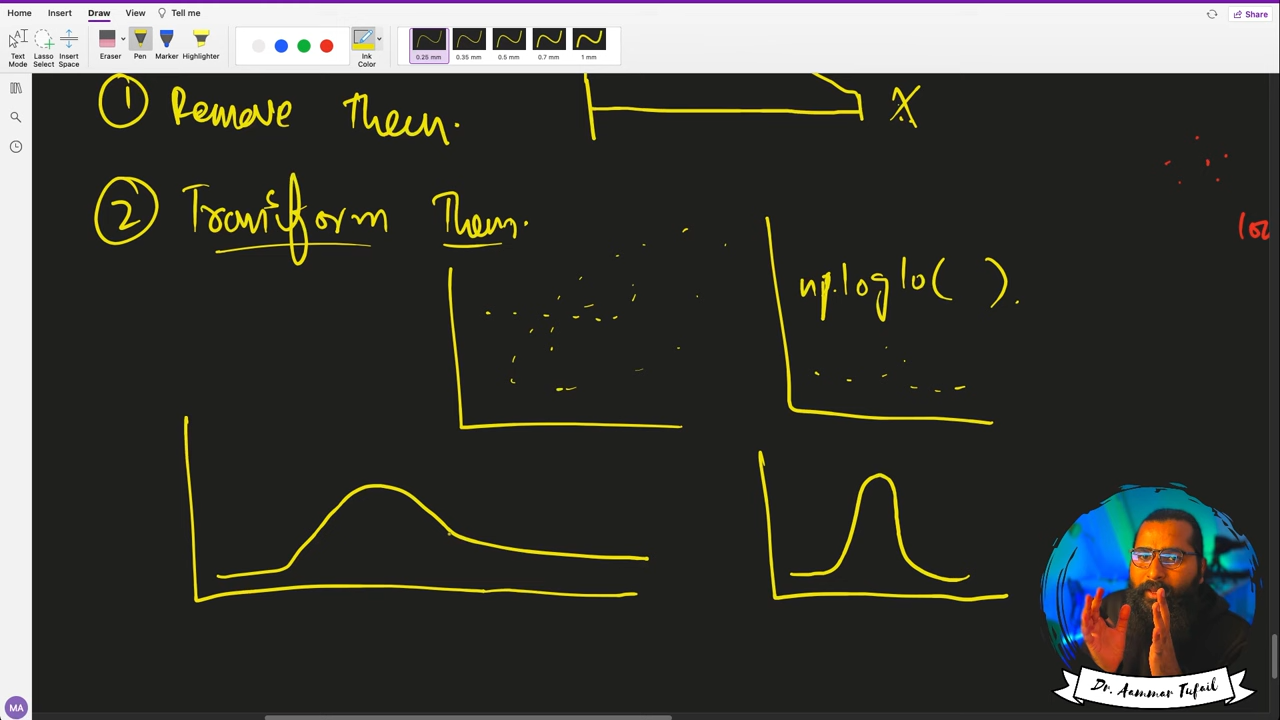 Home Insert Draw View Tell me
Share
Text Mode
Lasso Select
Insert Space
Eraser
Pen
Marker
Highlighter
Ink Color
0.25 mm
0.35 mm
0.5 mm
0.7 mm
1 mm
① Remove Them.
X
② Transform Them.
np.log10( ).
MA
Dr. Aammar Tufail